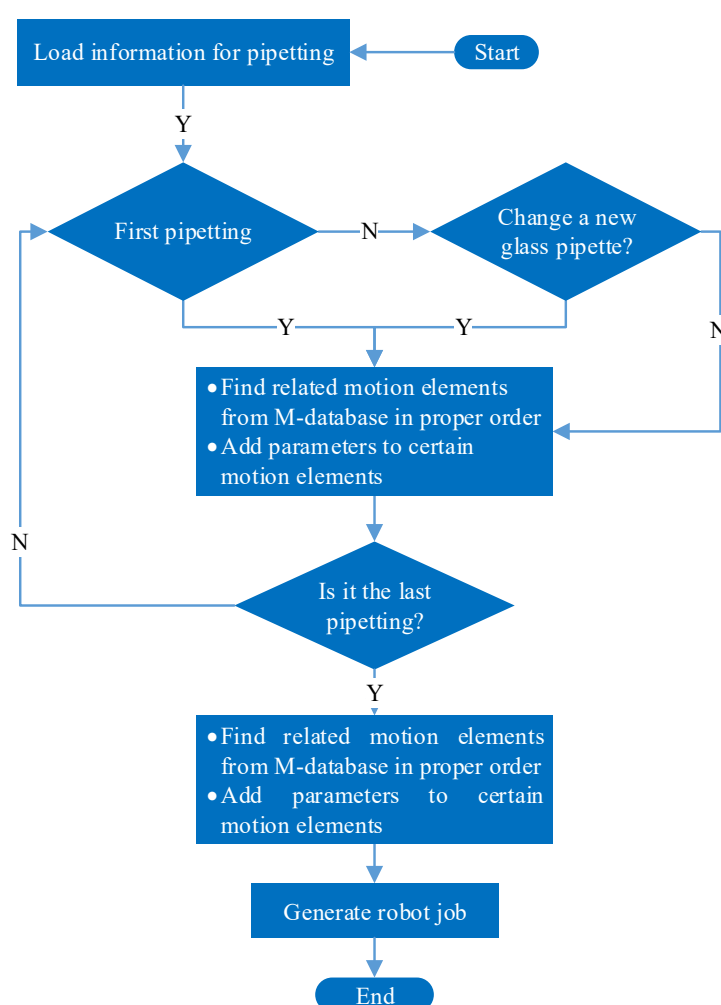 Load information for pipetting
Start
Y
First pipetting
N
Change a new
glass pipette?
Y
Y
N
•Find related motion elements
from M-database in proper order
•Add parameters to certain
motion elements
N
Is it the last
pipetting?
Y
•Find related motion elements
from M-database in proper order
•Add parameters to certain
motion elements
Generate robot job
End